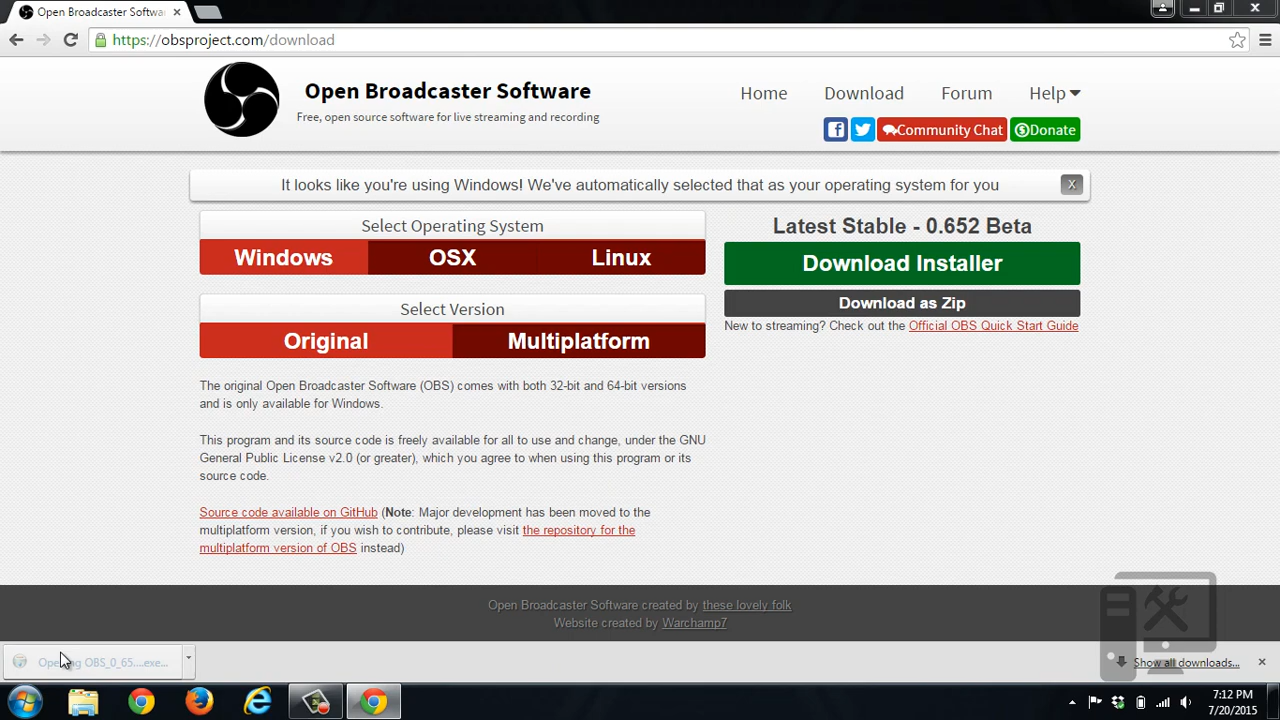 Open Broadcaster Softwar
https://obsproject.com/download
Open Broadcaster Software
Free, open source software for live streaming and recording
Home
Download
Forum
Help
Community Chat
Donate
It looks like you're using Windows! We've automatically selected that as your operating system for you
X
Select Operating System
Windows
OSX
Linux
Select Version
Original
Multiplatform
The original Open Broadcaster Software (OBS) comes with both 32-bit and 64-bit versions
and is only available for Windows.
This program and its source code is freely available for all to use and change, under the GNU
General Public License v2.0 (or greater), which you agree to when using this program or its
source code.
Source code available on GitHub (Note: Major development has been moved to the
multiplatform version, if you wish to contribute, please visit the repository for the
multiplatform version of OBS instead)
Latest Stable - 0.652 Beta
Download Installer
Download as Zip
New to streaming? Check out the Official OBS Quick Start Guide
Open Broadcaster Software created by these lovely folk
Website created by Warchamp7
OBS_0_65....exe...
Show all downloads...
7:12 PM
7/20/2015